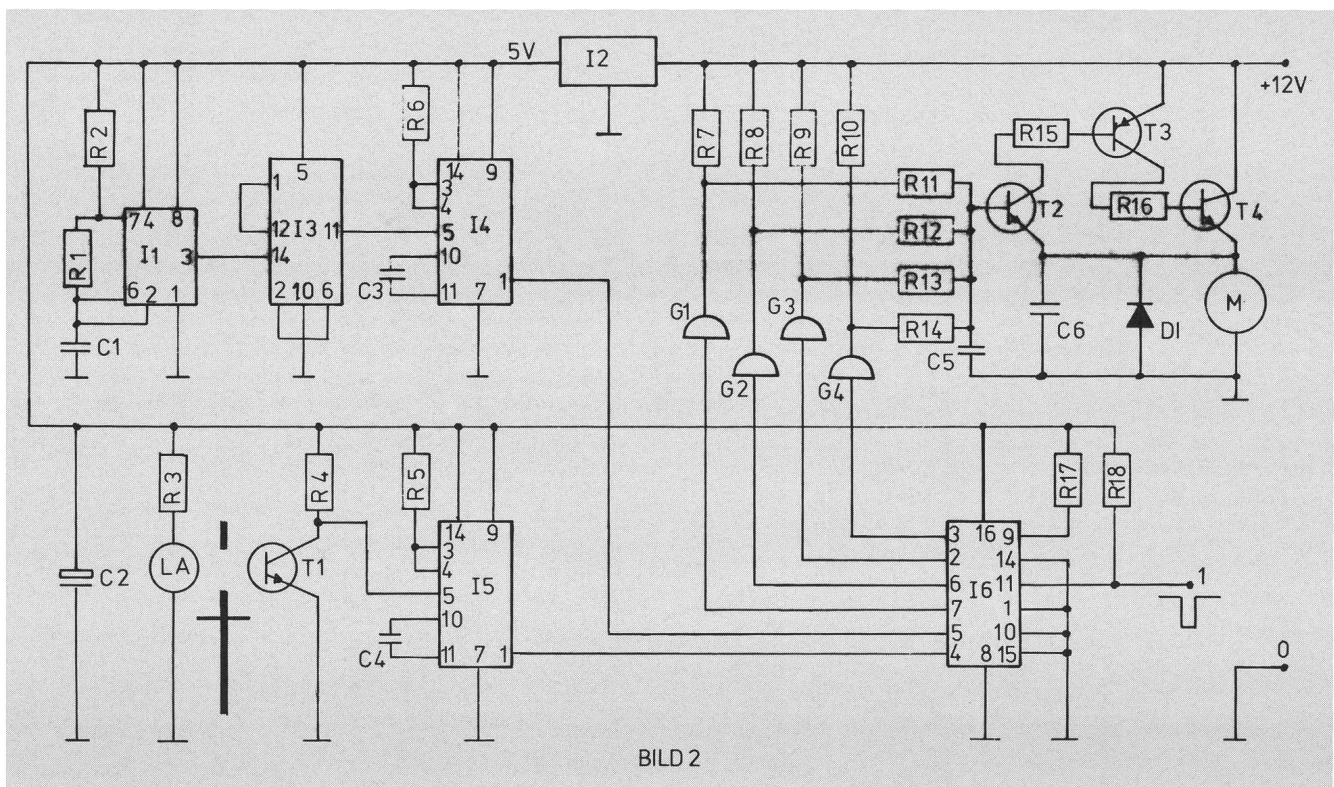 5V
I2
+12V
R2
R6
R7
R8
R9
R10
R15
T3
5
14 9
3
4
1
R11
T2
R16
T4
7 4 8
12 I3 11
5 I4
R12
R1
I1
3
14
10
R13
6 2 1
2 10 6
C3
11 7
1
G1
G3
R14
C6
DI
M
C1
G2
G4
C5
R3
R4
R5
R17
R18
14 9
3
4
3 16 9
LA
T1
2 14
C2
5 I5
6 I6 11
1
10
7 1
C4
11 7 1
5 10
4 8 15
0
BILD 2